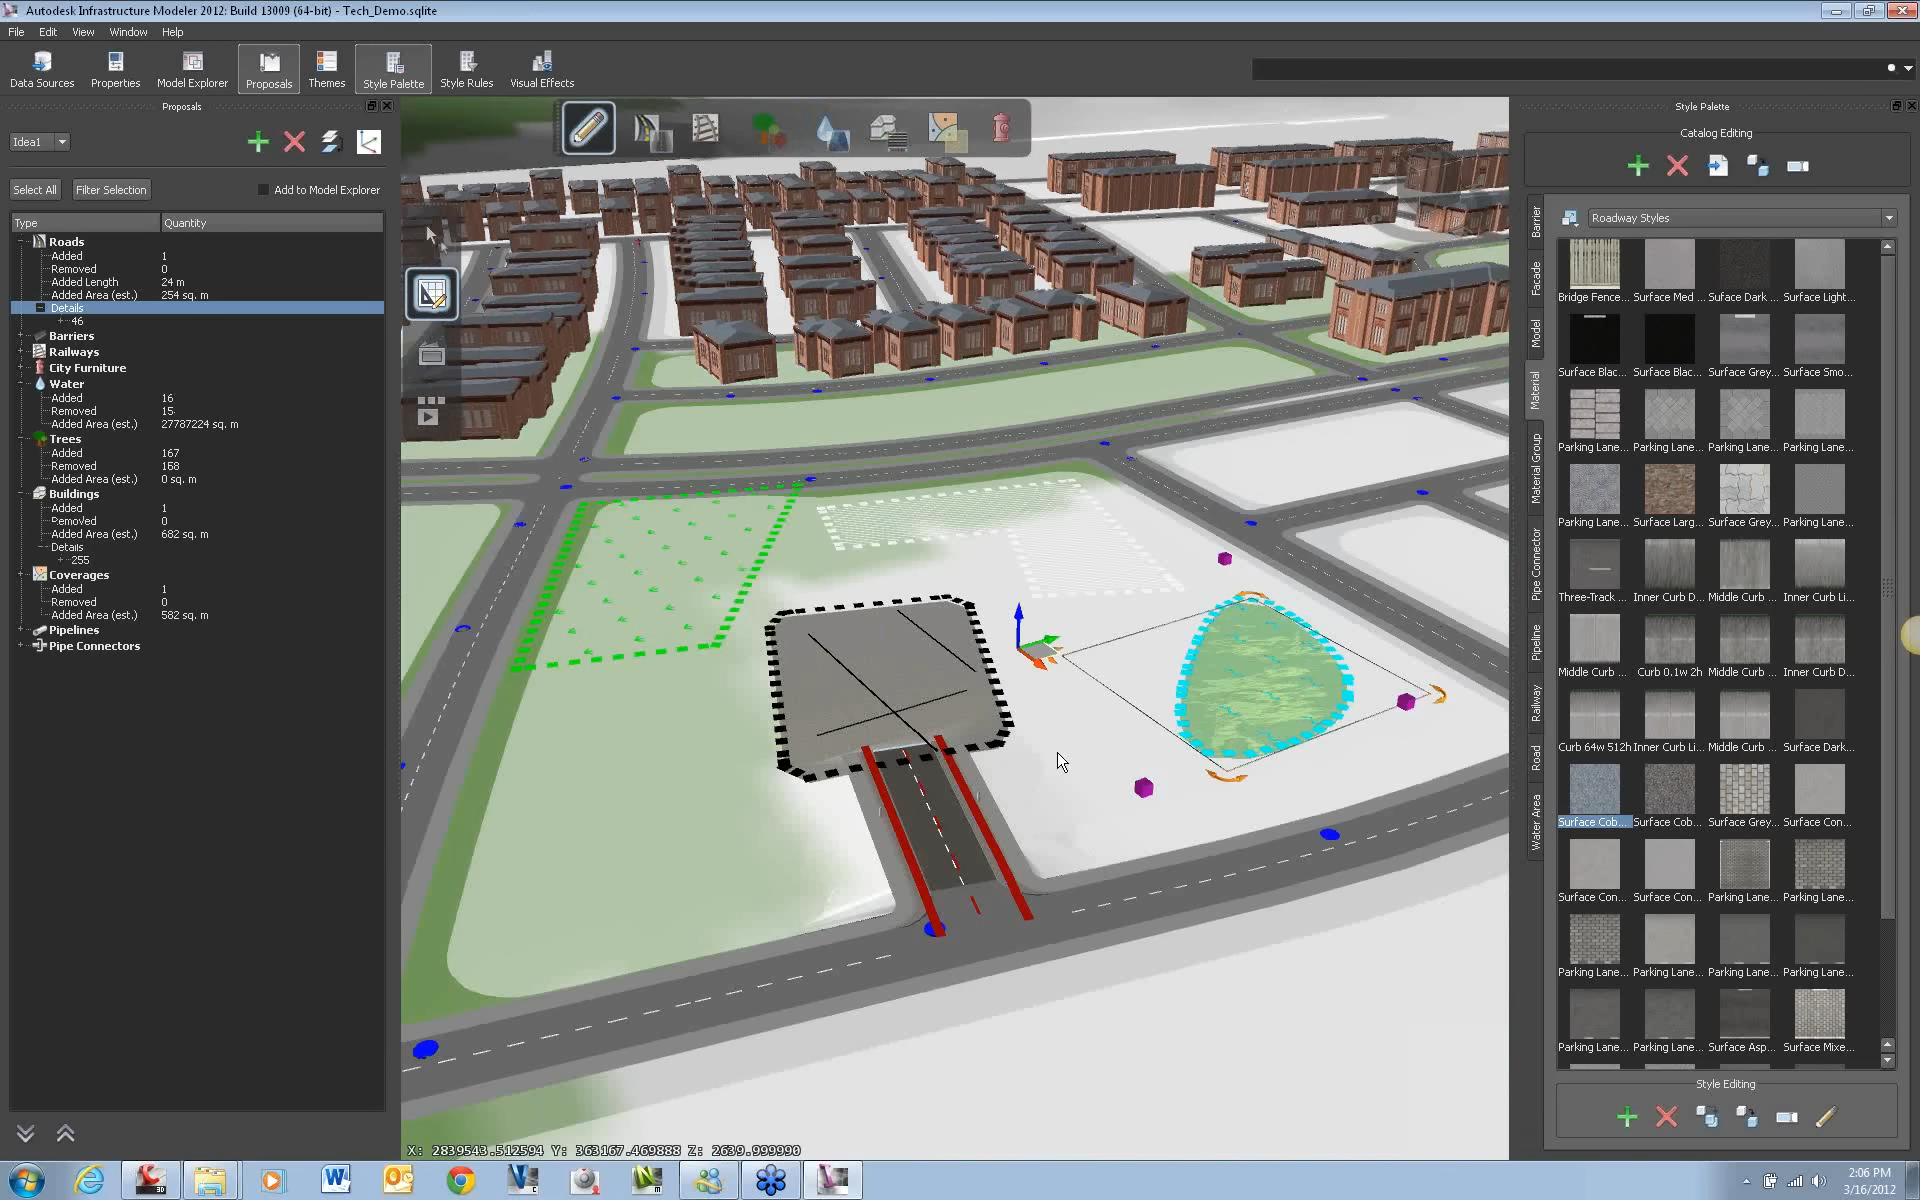 Autodesk Infrastructure Modeler 2012: Build 13009 (64-bit) - Tech_Demo.sqlite
File Edit View Window Help
Data Sources Properties Model Explorer Proposals Themes Style Palette Style Rules Visual Effects
Proposals
Idea1
Select All Filter Selection Add to Model Explorer
Type Quantity
Roads
Added 1
Removed 0
Added Length 24 m
Added Area (est.) 254 sq. m
Details
46
Barriers
Railways
City Furniture
Water
Added 16
Removed 15
Added Area (est.) 27787224 sq. m
Trees
Added 167
Removed 158
Added Area (est.) 0 sq. m
Buildings
Added 1
Removed 0
Added Area (est.) 682 sq. m
Details
255
Coverages
Added 1
Removed 0
Added Area (est.) 582 sq. m
Pipelines
Pipe Connectors
X: 2839543.512594 Y: 363167.469888 Z: 2639.999990
Style Palette
Catalog Editing
Barrier
Facade
Model
Material
Material Group
Pipe Connector
Pipeline
Railway
Road
Water Area
Roadway Styles
Bridge Fence... Surface Med ... Suface Dark ... Surface Light...
Surface Blac... Surface Blac... Surface Grey... Surface Smo...
Parking Lane... Parking Lane... Parking Lane... Parking Lane...
Parking Lane... Surface Larg... Surface Grey... Parking Lane...
Three-Track ... Inner Curb D... Middle Curb ... Inner Curb Li...
Middle Curb ... Curb 0.1w 2h Middle Curb ... Inner Curb D...
Curb 64w 512h Inner Curb Li... Middle Curb ... Surface Dark...
Surface Cob... Surface Cob... Surface Grey... Surface Con...
Surface Con... Surface Con... Parking Lane... Parking Lane...
Parking Lane... Parking Lane... Parking Lane... Parking Lane...
Parking Lane... Parking Lane... Surface Asp... Surface Mixe...
Style Editing
2:06 PM
3/16/2012